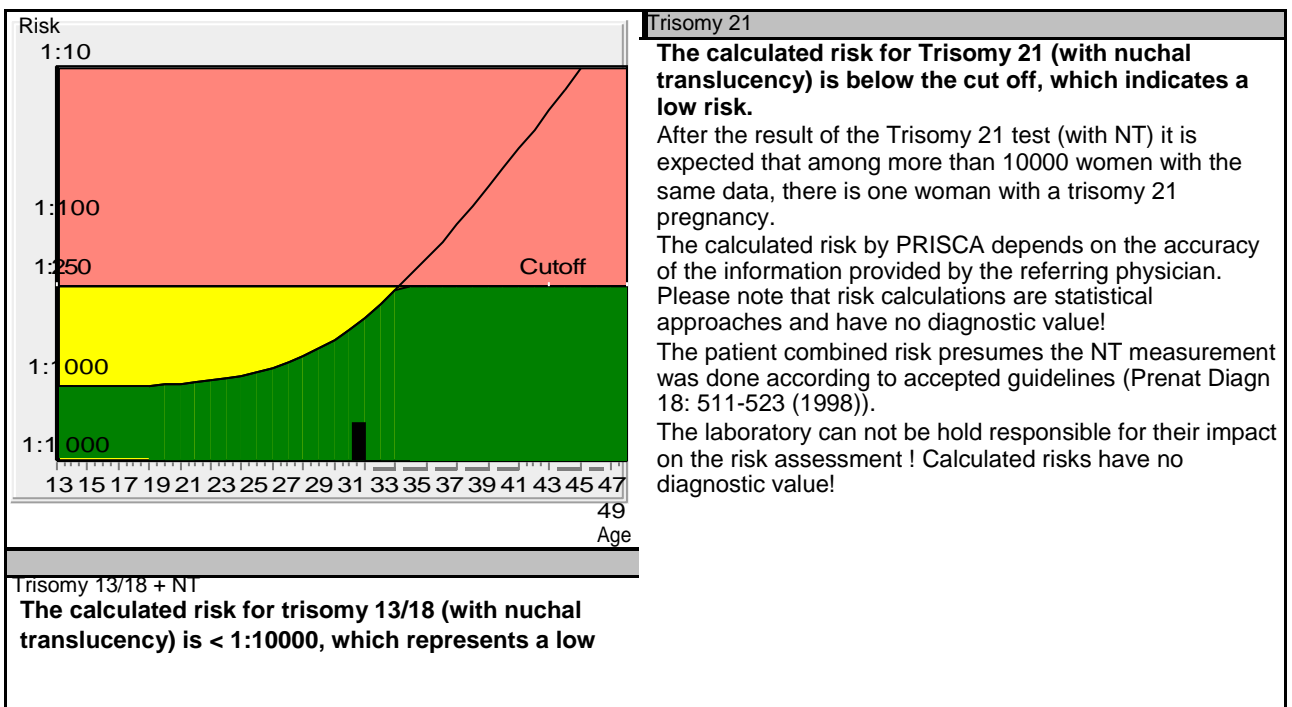 Risk
1:10
1:100
1:250
Cutoff
1:1000
1:1 000
13 15 17 19 21 23 25 27 29 31 33 35 37 39 41 43 45 47
49
Age
Trisomy 13/18 + NT
The calculated risk for trisomy 13/18 (with nuchal
translucency) is < 1:10000, which represents a low
Trisomy 21
The calculated risk for Trisomy 21 (with nuchal
translucency) is below the cut off, which indicates a
low risk.
After the result of the Trisomy 21 test (with NT) it is
expected that among more than 10000 women with the
same data, there is one woman with a trisomy 21
pregnancy.
The calculated risk by PRISCA depends on the accuracy
of the information provided by the referring physician.
Please note that risk calculations are statistical
approaches and have no diagnostic value!
The patient combined risk presumes the NT measurement
was done according to accepted guidelines (Prenat Diagn
18: 511-523 (1998)).
The laboratory can not be hold responsible for their impact
on the risk assessment ! Calculated risks have no
diagnostic value!